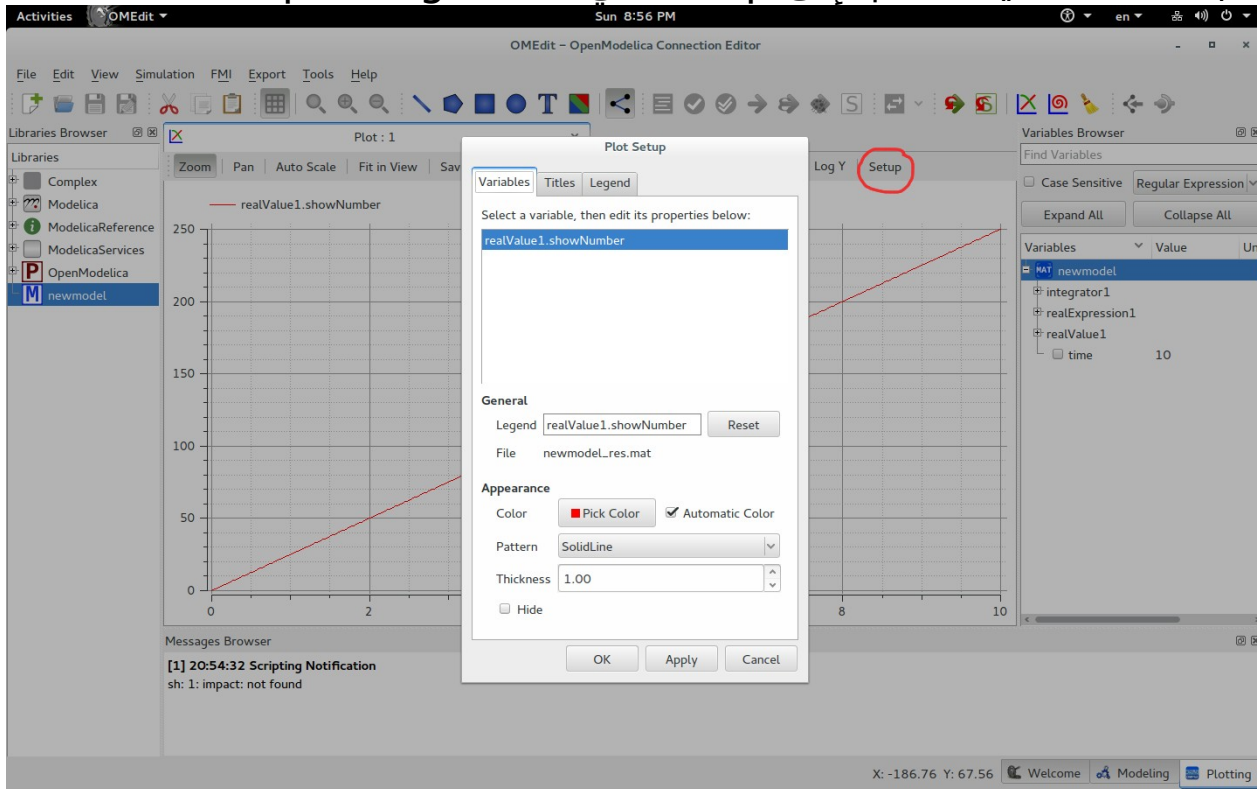 Activities OMEdit Sun 8:56 PM en
OMEdit - OpenModelica Connection Editor
File Edit View Simulation FMI Export Tools Help
Libraries Browser
Libraries
Complex
Modelica
ModelicaReference
ModelicaServices
P OpenModelica
M newmodel
Plot : 1
Zoom Pan Auto Scale Fit in View Sav
Log Y Setup
realValue1.showNumber
250
200
150
100
50
0
0 2 8 10
Plot Setup
Variables Titles Legend
Select a variable, then edit its properties below:
realValue1.showNumber
General
Legend realValue1.showNumber Reset
File newmodel_res.mat
Appearance
Color Pick Color Automatic Color
Pattern SolidLine
Thickness 1.00
Hide
OK Apply Cancel
Variables Browser
Find Variables
Case Sensitive Regular Expression
Expand All Collapse All
Variables Value Un
MAT newmodel
integrator1
realExpression1
realValue1
time 10
Messages Browser
[1] 20:54:32 Scripting Notification
sh: 1: impact: not found
X: -186.76 Y: 67.56 Welcome Modeling Plotting